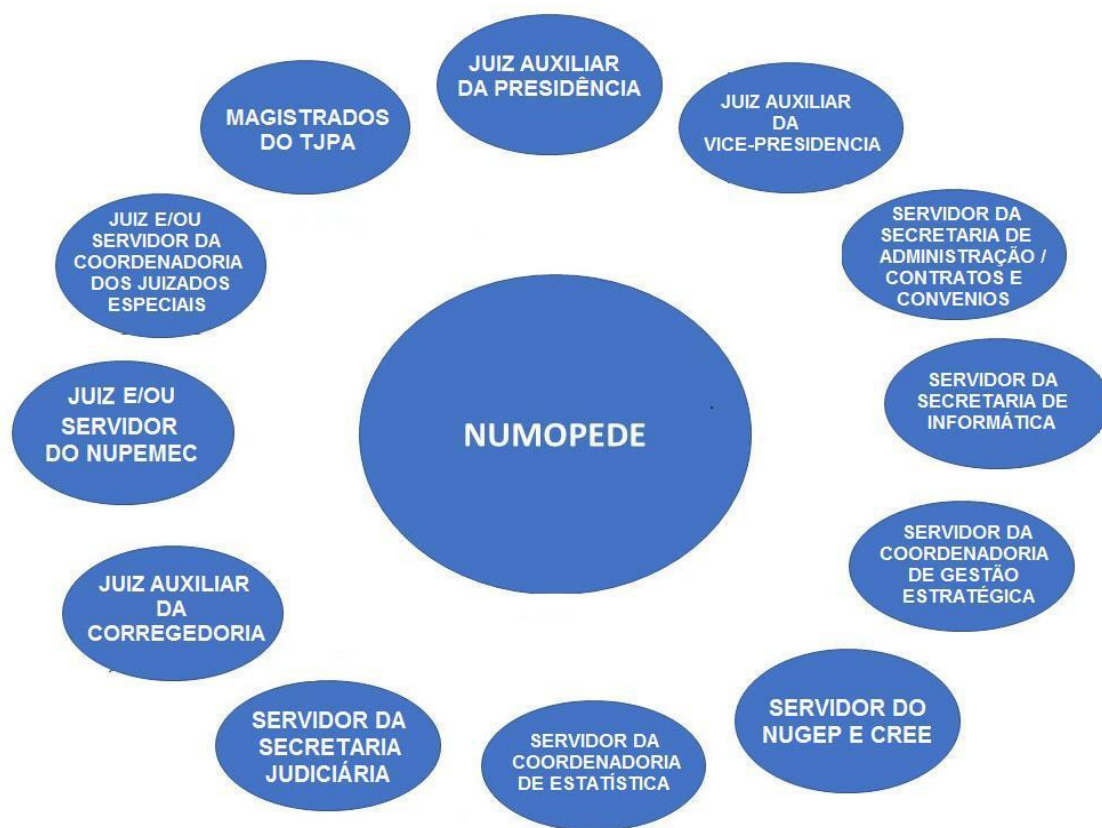 JUIZ AUXILIAR
DA PRESIDÊNCIA
JUIZ AUXILIAR
DA
VICE-PRESIDENCIA
SERVIDOR DA
SECRETARIA DE
ADMINISTRAÇÃO /
CONTRATOS E
CONVENIOS
SERVIDOR DA
SECRETARIA DE
INFORMÁTICA
SERVIDOR DA
COORDENADORIA
DE GESTÃO
ESTRATÉGICA
SERVIDOR DO
NUGEP E CREE
SERVIDOR DA
COORDENADORIA
DE ESTATÍSTICA
SERVIDOR DA
SECRETARIA
JUDICIÁRIA
JUIZ AUXILIAR
DA
CORREGEDORIA
JUIZ E/OU
SERVIDOR
DO NUPEMEC
JUIZ E/OU
SERVIDOR DA
COORDENADORIA
DOS JUIZADOS
ESPECIAIS
MAGISTRADOS
DO TJPA
NUMOPEDE